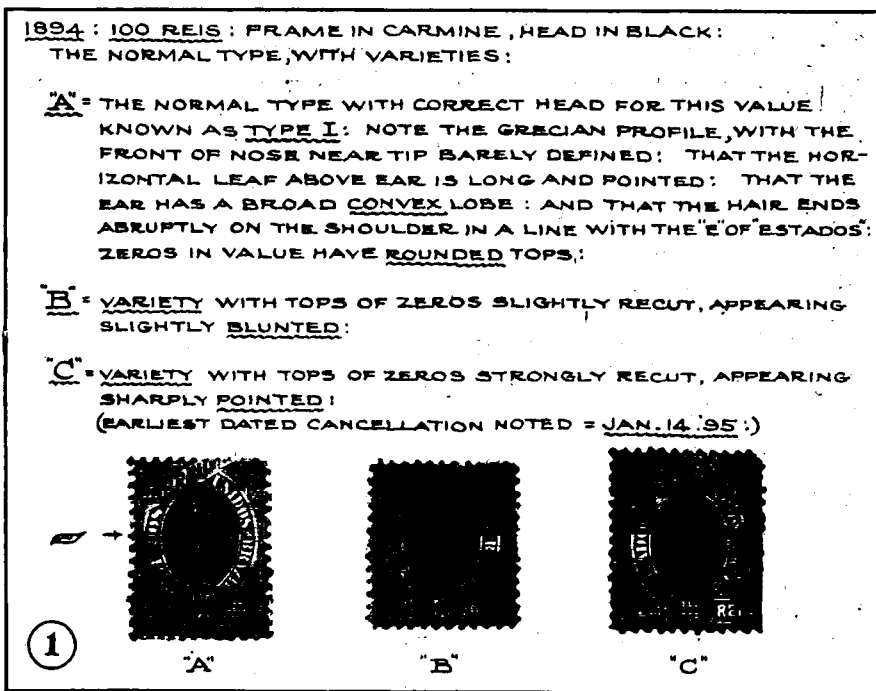 1894 : 100 REIS : FRAME IN CARMINE, HEAD IN BLACK:
THE NORMAL TYPE, WITH VARIETIES:
"A" = THE NORMAL TYPE WITH CORRECT HEAD FOR THIS VALUE
KNOWN AS TYPE I: NOTE THE GRECIAN PROFILE, WITH THE
FRONT OF NOSE NEAR TIP BARELY DEFINED: THAT THE HOR-
IZONTAL LEAF ABOVE EAR IS LONG AND POINTED: THAT THE
EAR HAS A BROAD CONVEX LOBE: AND THAT THE HAIR ENDS
ABRUPTLY ON THE SHOULDER IN A LINE WITH THE "E" OF "ESTADOS":
ZEROS IN VALUE HAVE ROUNDED TOPS:
"B" = VARIETY WITH TOPS OF ZEROS SLIGHTLY RECUT, APPEARING
SLIGHTLY BLUNTED:
"C" = VARIETY WITH TOPS OF ZEROS STRONGLY RECUT, APPEARING
SHARPLY POINTED:
(EARLIEST DATED CANCELLATION NOTED = JAN. 14. '95:)
1
"A" "B" "C"